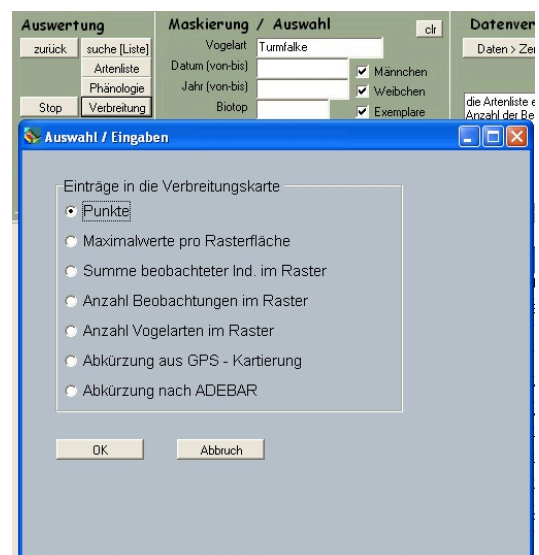 Auswertung
zurück
suche [Liste]
Artenliste
Phänologie
Stop
Verbreitung
Maskierung / Auswahl
clr
Vogelart
Turmfalke
Datum (von-bis)
Männchen
Jahr (von-bis)
Weibchen
Biotop
Exemplare
Datenver
Daten > Ze
die Artenliste e
Anzahl der Be
Auswahl / Eingaben
Einträge in die Verbreitungskarte
Punkte
Maximalwerte pro Rasterfläche
Summe beobachteter Ind. im Raster
Anzahl Beobachtungen im Raster
Anzahl Vogelarten im Raster
Abkürzung aus GPS - Kartierung
Abkürzung nach ADEBAR
OK
Abbruch